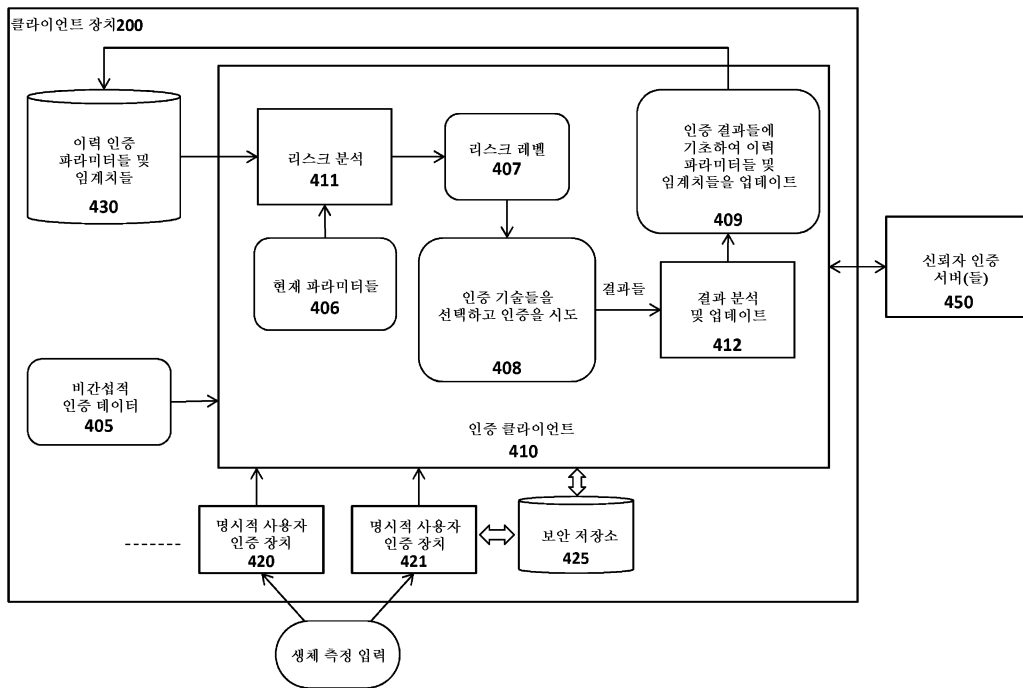 클라이언트 장치200
이력 인증
파라미터들 및
임계치들
430
리스크 분석
411
리스크 레벨
407
인증 결과들에
기초하여 이력
파라미터들 및
임계치들을 업데이트
409
현재 파라미터들
406
인증 기술들을
선택하고 인증을 시도
408
결과들
결과 분석
및 업데이트
412
신뢰자 인증
서버(들)
450
비간섭적
인증 데이터
405
인증 클라이언트
410
명시적 사용자
인증 장치
420
명시적 사용자
인증 장치
421
보안 저장소
425
생체 측정 입력